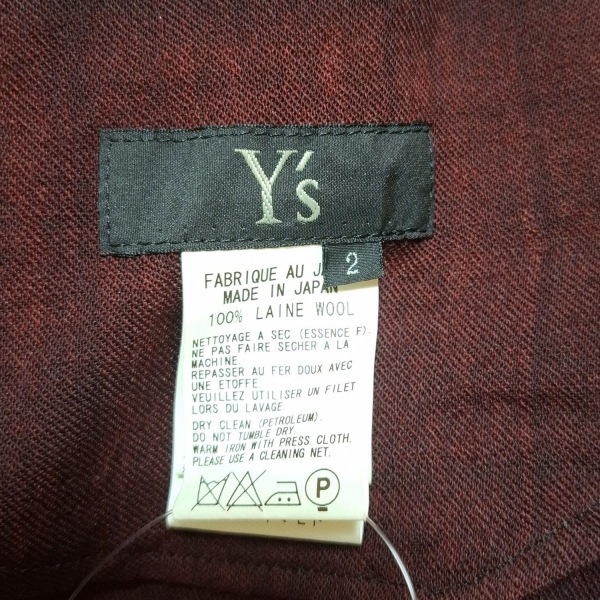 Y's
2
FABRIQUE AU J
MADE IN JAPAN
100% LAINE WOOL
NETTOYAGE A SEC (ESSENCE F).
NE PAS FAIRE SECHER A LA
MACHINE.
REPASSER AU FER DOUX AVEC
UNE ETOFFE.
VEUILLEZ UTILISER UN FILET
LORS DU LAVAGE.
DRY CLEAN (PETROLEUM).
DO NOT TUMBLE DRY.
WARM IRON WITH PRESS CLOTH.
PLEASE USE A CLEANING NET.
P